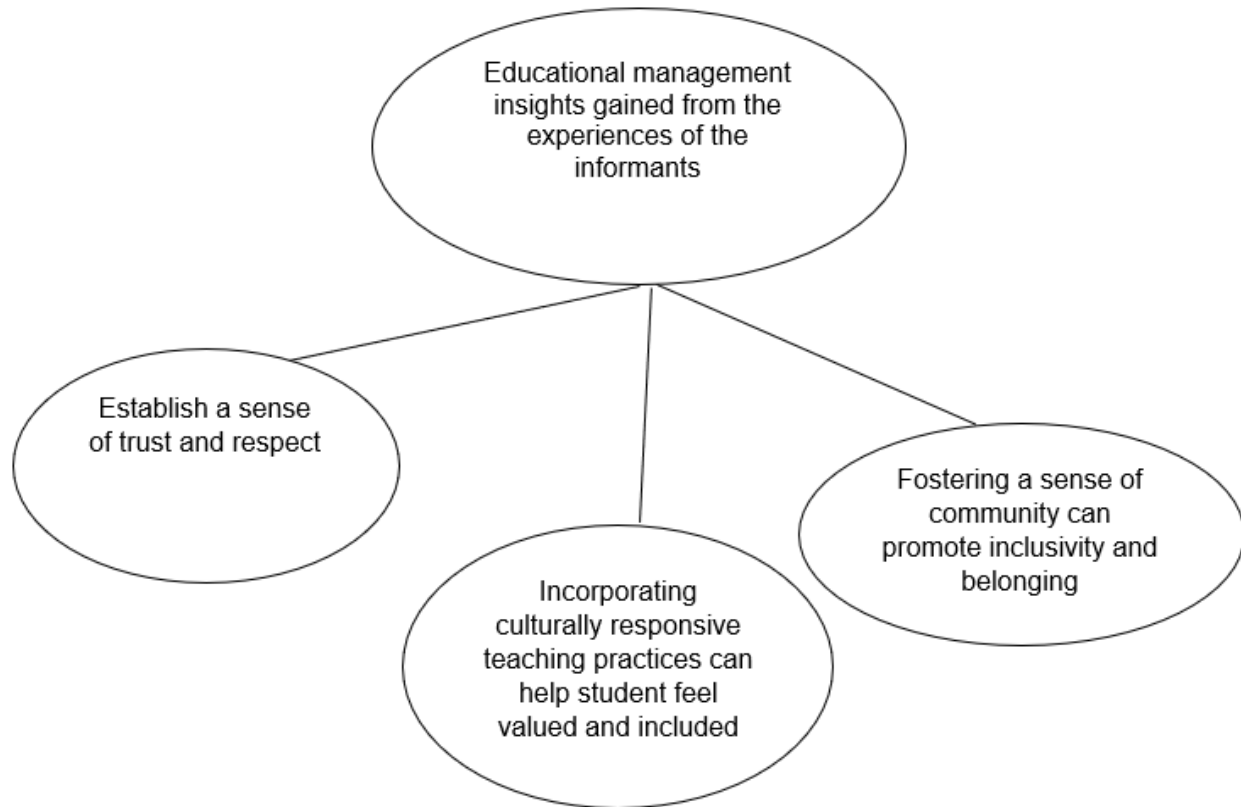 Educational management
insights gained from the
experiences of the
informants
Establish a sense
of trust and respect
Incorporating
culturally responsive
teaching practices can
help student feel
valued and included
Fostering a sense of
community can
promote inclusivity and
belonging